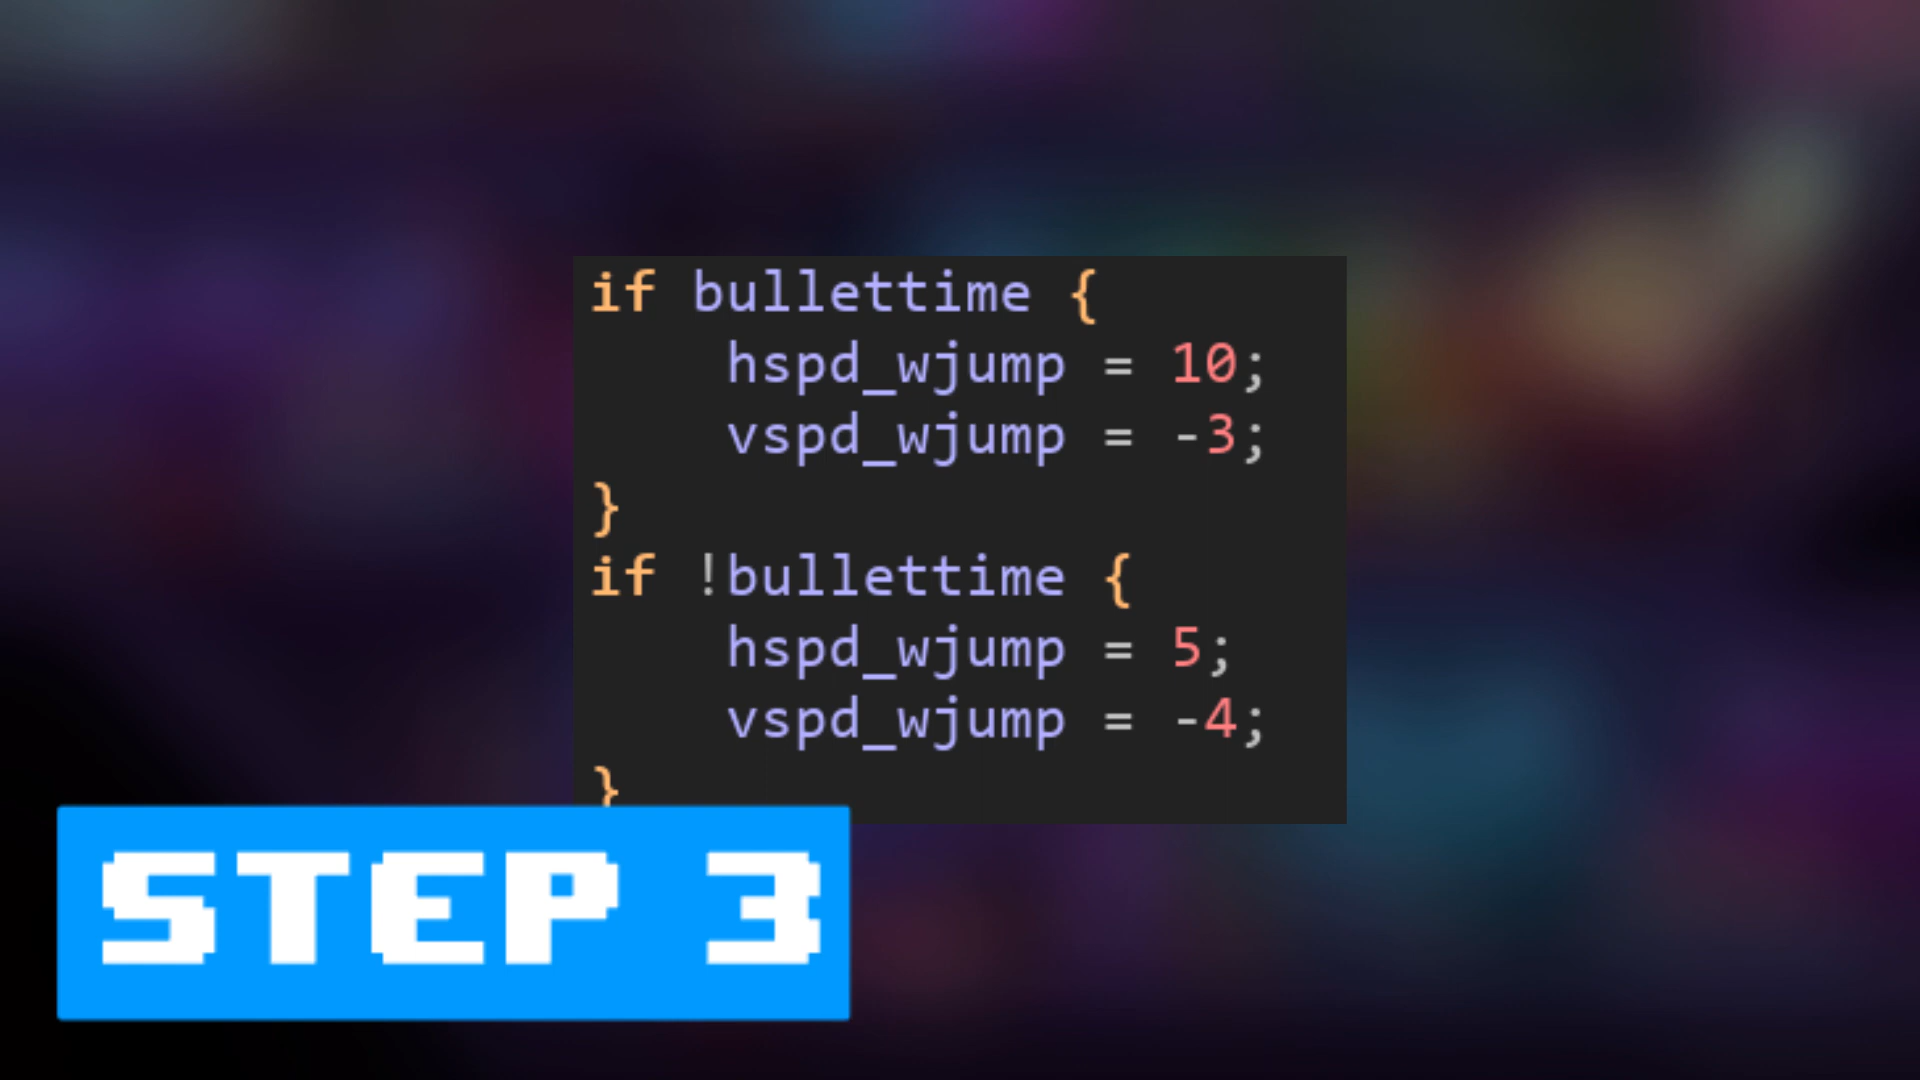 if bullettime {
hspd_wjump = 10;
vspd_wjump = -3;
}
if !bullettime {
hspd_wjump = 5;
vspd_wjump = -4;
}
STEP 3